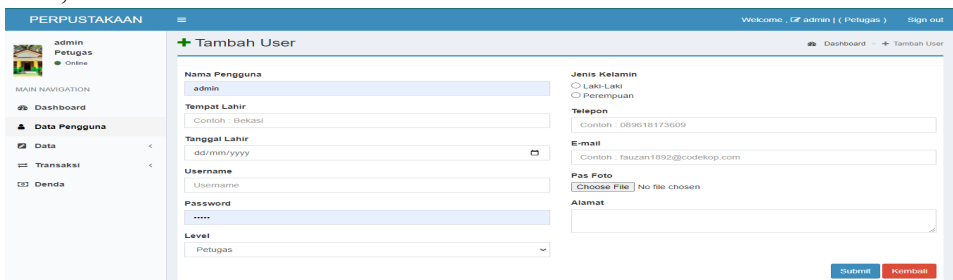 PERPUSTAKAAN
Welcome , admin | ( Petugas ) Sign out
admin
Petugas
Online
MAIN NAVIGATION
Dashboard
Data Pengguna
Data
Transaksi
Denda
Tambah User
Dashboard - Tambah User
Nama Pengguna
admin
Tempat Lahir
Contoh : Bekasi
Tanggal Lahir
dd/mm/yyyy
Username
Username
Password
•••••
Level
Petugas
Jenis Kelamin
Laki-Laki
Perempuan
Telepon
Contoh : 089618173609
E-mail
Contoh : fauzan1892@codekop.com
Pas Foto
Choose File No file chosen
Alamat
Submit Kembali